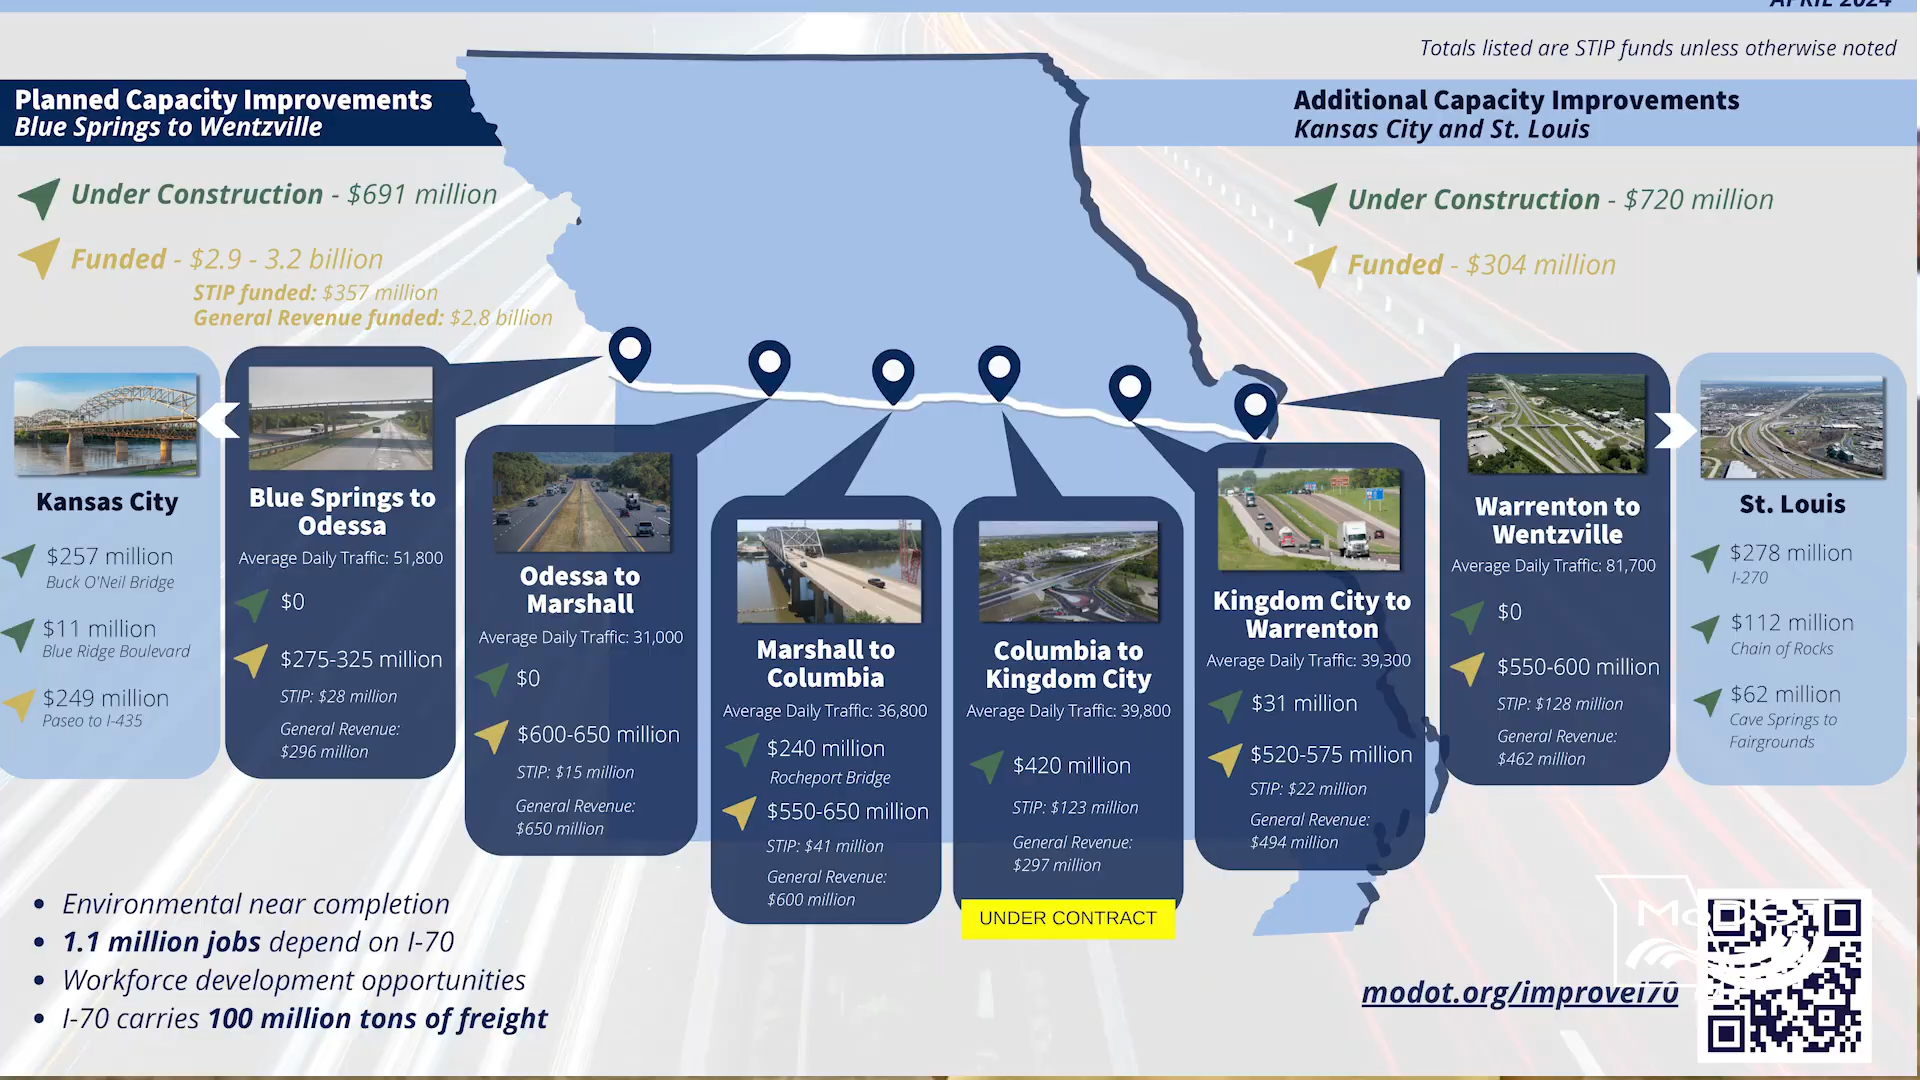 APRIL 2024
Totals listed are STIP funds unless otherwise noted
Planned Capacity Improvements
Blue Springs to Wentzville
Under Construction - $691 million
Funded - $2.9 - 3.2 billion
STIP funded: $357 million
General Revenue funded: $2.8 billion
Additional Capacity Improvements
Kansas City and St. Louis
Under Construction - $720 million
Funded - $304 million
Kansas City
$257 million
Buck O'Neil Bridge
$11 million
Blue Ridge Boulevard
$249 million
Paseo to I-435
Blue Springs to
Odessa
Average Daily Traffic: 51,800
$0
$275-325 million
STIP: $28 million
General Revenue:
$296 million
Odessa to
Marshall
Average Daily Traffic: 31,000
$0
$600-650 million
STIP: $15 million
General Revenue:
$650 million
Marshall to
Columbia
Average Daily Traffic: 36,800
$240 million
Rocheport Bridge
$550-650 million
STIP: $41 million
General Revenue:
$600 million
Columbia to
Kingdom City
Average Daily Traffic: 39,800
$420 million
STIP: $123 million
General Revenue:
$297 million
UNDER CONTRACT
Kingdom City to
Warrenton
Average Daily Traffic: 39,300
$31 million
$520-575 million
STIP: $22 million
General Revenue:
$494 million
Warrenton to
Wentzville
Average Daily Traffic: 81,700
$0
$550-600 million
STIP: $128 million
General Revenue:
$462 million
St. Louis
$278 million
I-270
$112 million
Chain of Rocks
$62 million
Cave Springs to
Fairgrounds
• Environmental near completion
• 1.1 million jobs depend on I-70
• Workforce development opportunities
• I-70 carries 100 million tons of freight
modot.org/improvei70
MoDOT